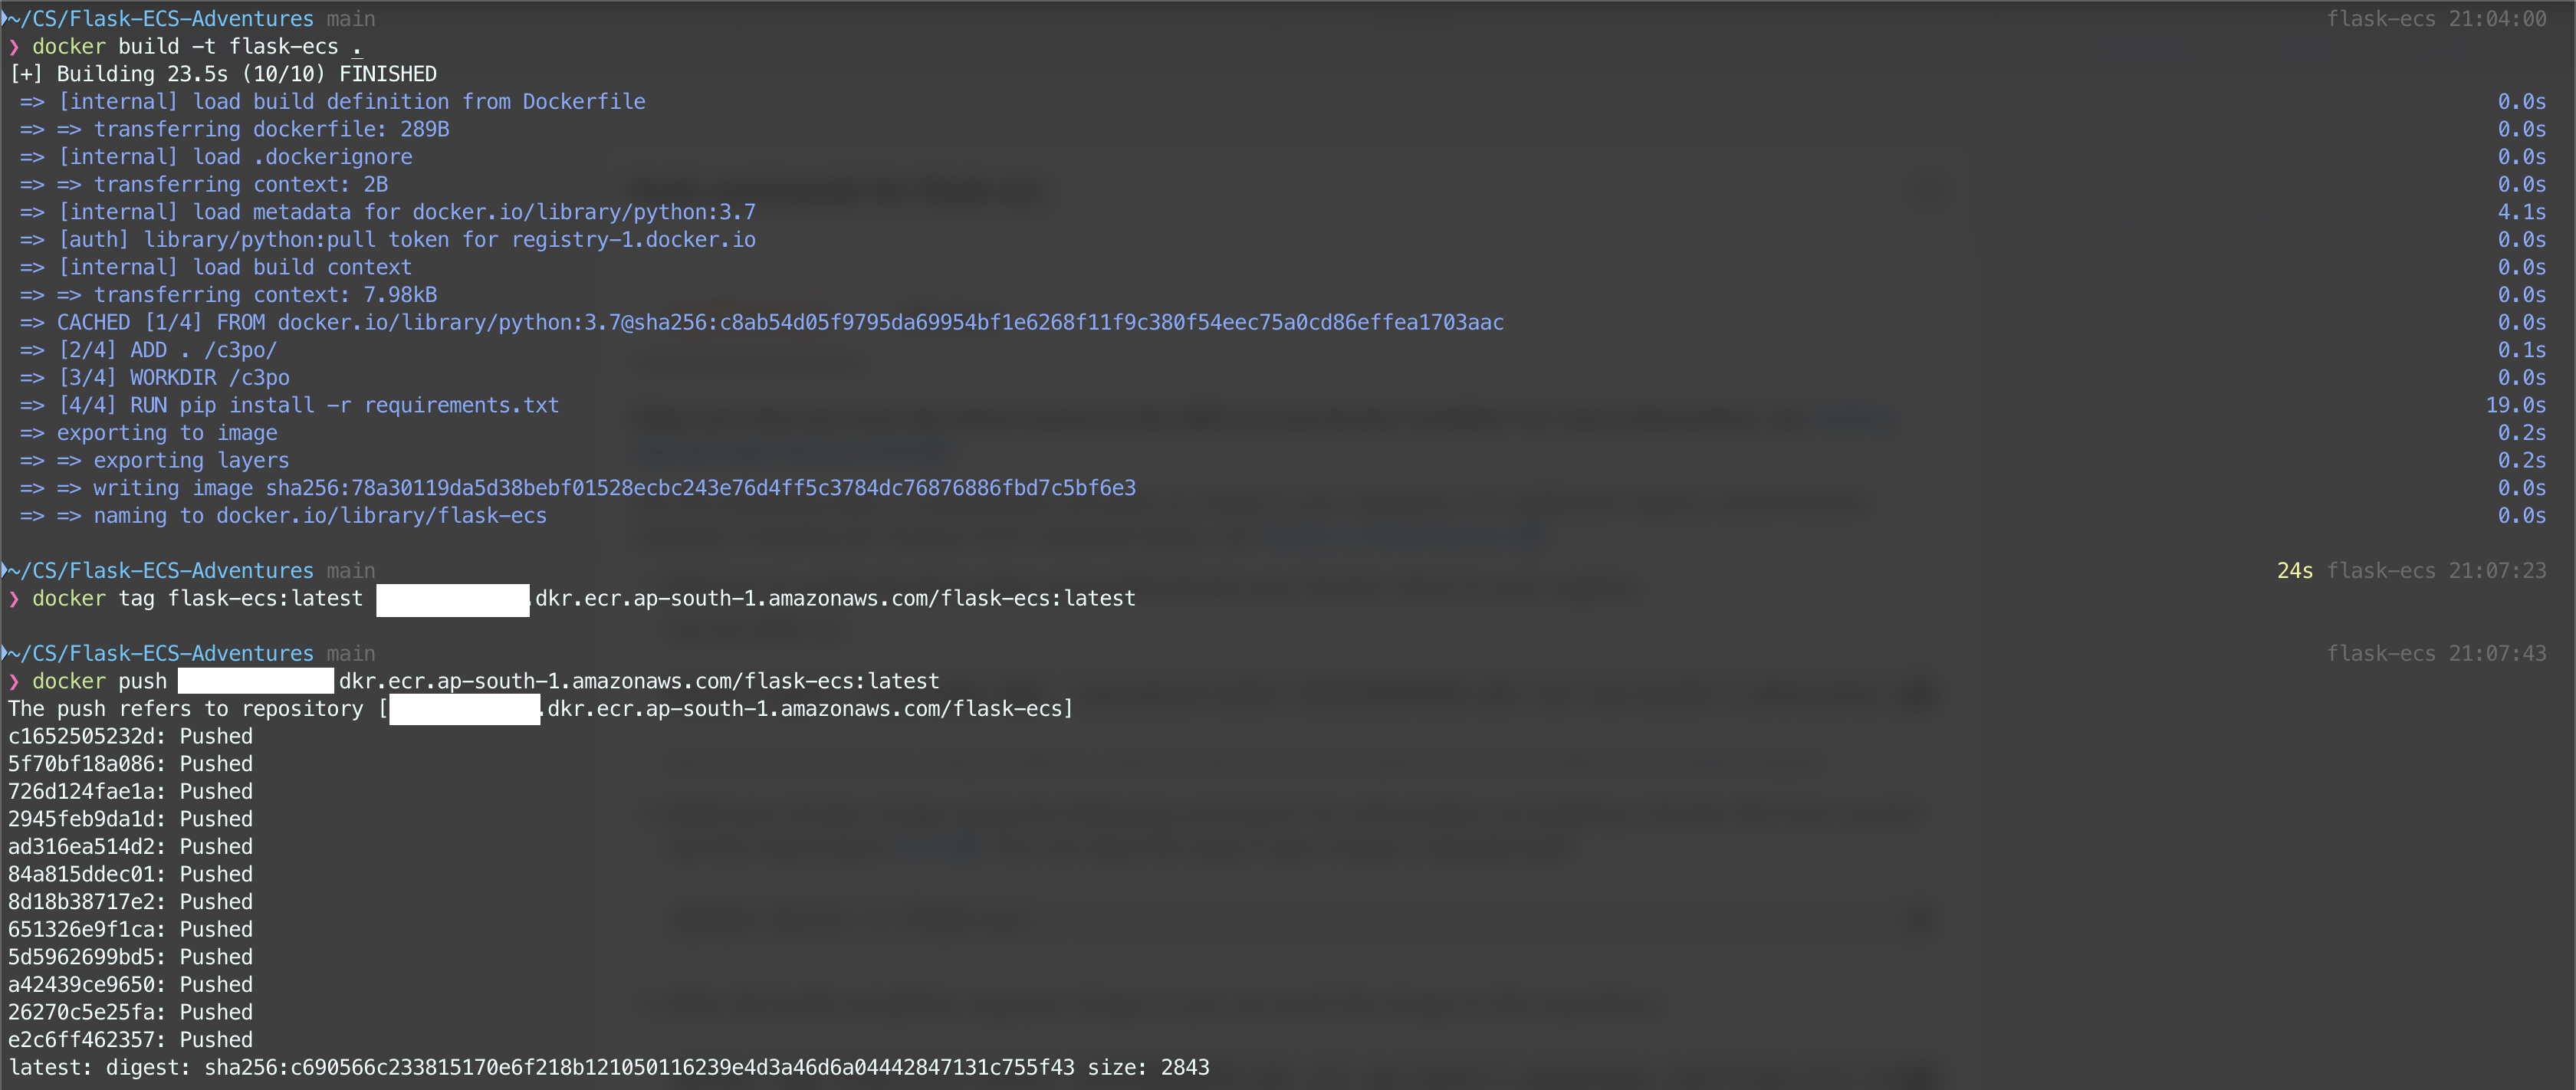 ~/CS/Flask-ECS-Adventures main flask-ecs 21:04:00
❯ docker build -t flask-ecs .
[+] Building 23.5s (10/10) FINISHED
=> [internal] load build definition from Dockerfile 0.0s
=> => transferring dockerfile: 289B 0.0s
=> [internal] load .dockerignore 0.0s
=> => transferring context: 2B 0.0s
=> [internal] load metadata for docker.io/library/python:3.7 4.1s
=> [auth] library/python:pull token for registry-1.docker.io 0.0s
=> [internal] load build context 0.0s
=> => transferring context: 7.98kB 0.0s
=> CACHED [1/4] FROM docker.io/library/python:3.7@sha256:c8ab54d05f9795da69954bf1e6268f11f9c380f54eec75a0cd86effea1703aac 0.0s
=> [2/4] ADD . /c3po/ 0.1s
=> [3/4] WORKDIR /c3po 0.0s
=> [4/4] RUN pip install -r requirements.txt 19.0s
=> exporting to image 0.2s
=> => exporting layers 0.2s
=> => writing image sha256:78a30119da5d38bebf01528ecbc243e76d4ff5c3784dc76876886fbd7c5bf6e3 0.0s
=> => naming to docker.io/library/flask-ecs 0.0s
~/CS/Flask-ECS-Adventures main 24s flask-ecs 21:07:23
❯ docker tag flask-ecs:latest .dkr.ecr.ap-south-1.amazonaws.com/flask-ecs:latest
~/CS/Flask-ECS-Adventures main flask-ecs 21:07:43
❯ docker push dkr.ecr.ap-south-1.amazonaws.com/flask-ecs:latest
The push refers to repository [.dkr.ecr.ap-south-1.amazonaws.com/flask-ecs]
c1652505232d: Pushed
5f70bf18a086: Pushed
726d124fae1a: Pushed
2945feb9da1d: Pushed
ad316ea514d2: Pushed
84a815ddec01: Pushed
8d18b38717e2: Pushed
651326e9f1ca: Pushed
5d5962699bd5: Pushed
a42439ce9650: Pushed
26270c5e25fa: Pushed
e2c6ff462357: Pushed
latest: digest: sha256:c690566c233815170e6f218b121050116239e4d3a46d6a04442847131c755f43 size: 2843